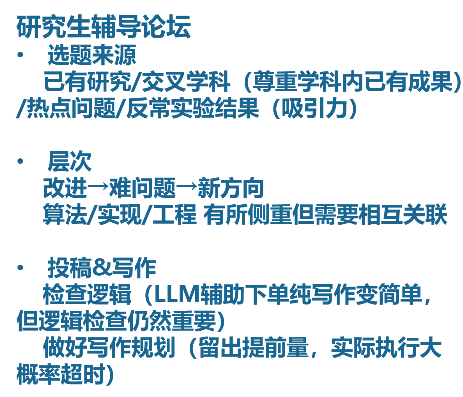 研究生辅导论坛
• 选题来源
已有研究/交叉学科（尊重学科内已有成果）
/热点问题/反常实验结果（吸引力）
• 层次
改进→难问题→新方向
算法/实现/工程 有所侧重但需要相互关联
• 投稿&写作
检查逻辑（LLM辅助下单纯写作变简单，
但逻辑检查仍然重要）
做好写作规划（留出提前量，实际执行大
概率超时）